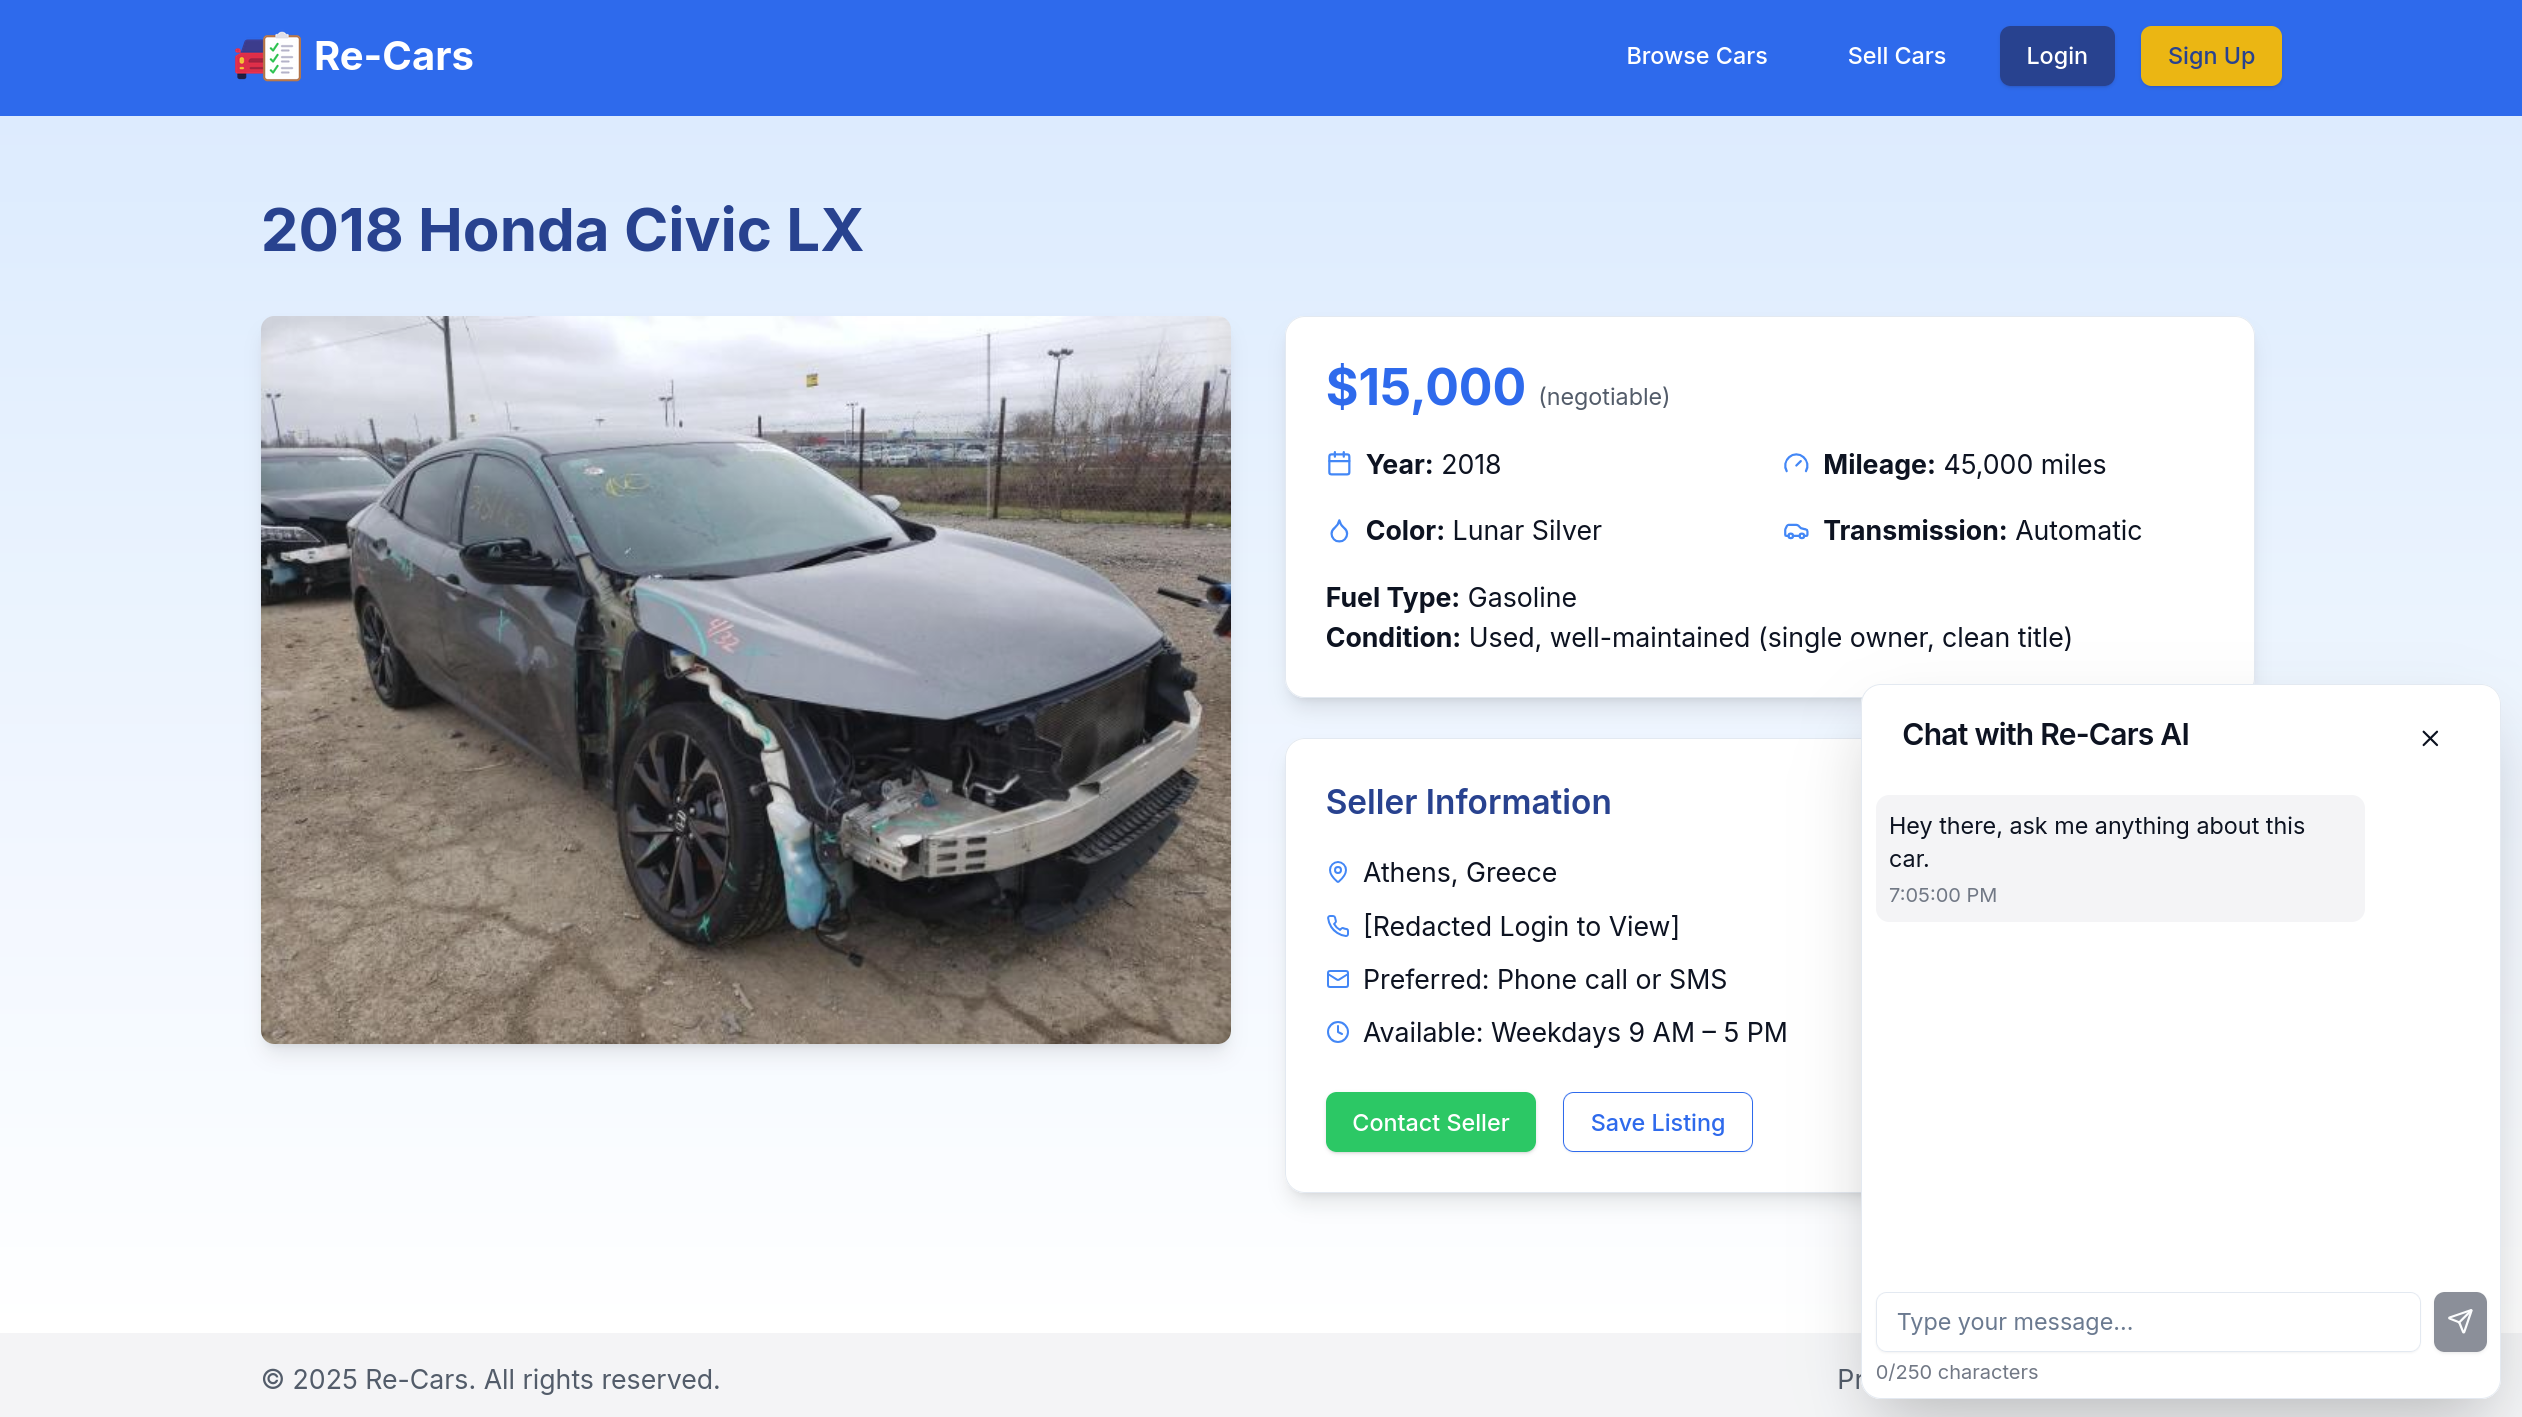 Re-Cars
Browse Cars
Sell Cars
Login
Sign Up
2018 Honda Civic LX
4/32
$15,000 (negotiable)
Year: 2018
Mileage: 45,000 miles
Color: Lunar Silver
Transmission: Automatic
Fuel Type: Gasoline
Condition: Used, well-maintained (single owner, clean title)
Seller Information
Athens, Greece
[Redacted Login to View]
Preferred: Phone call or SMS
Available: Weekdays 9 AM – 5 PM
Contact Seller
Save Listing
Chat with Re-Cars AI
Hey there, ask me anything about this
car.
7:05:00 PM
Type your message...
0/250 characters
© 2025 Re-Cars. All rights reserved.